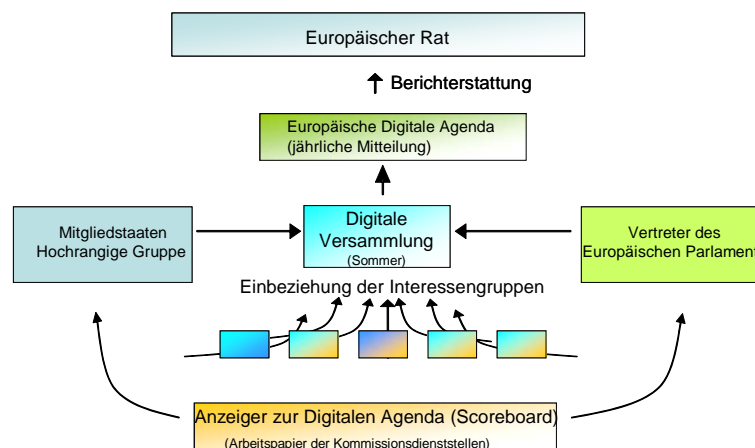 Europäischer Rat
Berichterstattung
Europäische Digitale Agenda
(jährliche Mitteilung)
Mitgliedstaaten
Hochrangige Gruppe
Digitale
Versammlung
(Sommer)
Vertreter des
Europäischen Parlament
Einbeziehung der Interessengruppen
Anzeiger zur Digitalen Agenda (Scoreboard)
(Arbeitspapier der Kommissionsdienststellen)